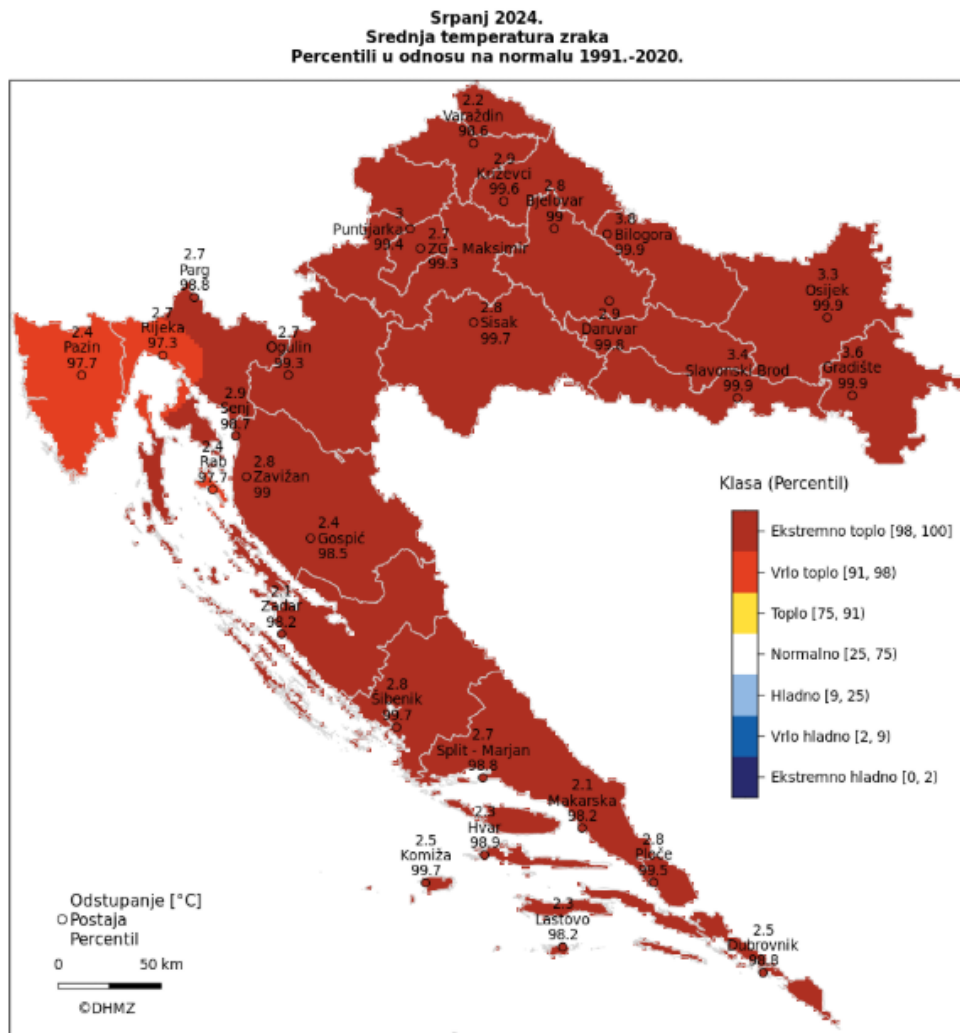 Srpanj 2024.
Srednja temperatura zraka
Percentili u odnosu na normalu 1991.-2020.
2.2
Varaždin
98.6
2.9
Križevci
99.6
2.8
Bjelovar
99
3
Puntijarka
99.4
2.7
ZG - Maksimir
99.3
3.0
Bilogora
99.9
2.7
Parg
98.8
3.3
Osijek
99.9
2.4
Pazin
97.7
2.7
Rijeka
97.3
2.7
Ogulin
99.3
2.8
Sisak
99.7
2.9
Daruvar
99.8
3.4
Slavonski Brod
99.9
3.6
Gradište
99.9
2.9
Senj
98.7
2.4
Rab
97.7
2.8
Zavižan
99
2.4
Gospić
98.5
2.1
Zadar
98.2
2.8
Šibenik
99.7
2.7
Split - Marjan
98.8
2.1
Makarska
98.2
2.3
Hvar
98.9
2.5
Komiža
99.7
2.8
Ploče
99.5
2.3
Lastovo
98.2
2.5
Dubrovnik
98.8
Klasa (Percentil)
Ekstremno toplo [98, 100]
Vrlo toplo [91, 98)
Toplo [75, 91)
Normalno [25, 75)
Hladno [9, 25)
Vrlo hladno [2, 9)
Ekstremno hladno [0, 2)
Odstupanje [°C]
Postaja
Percentil
0 50 km
©DHMZ